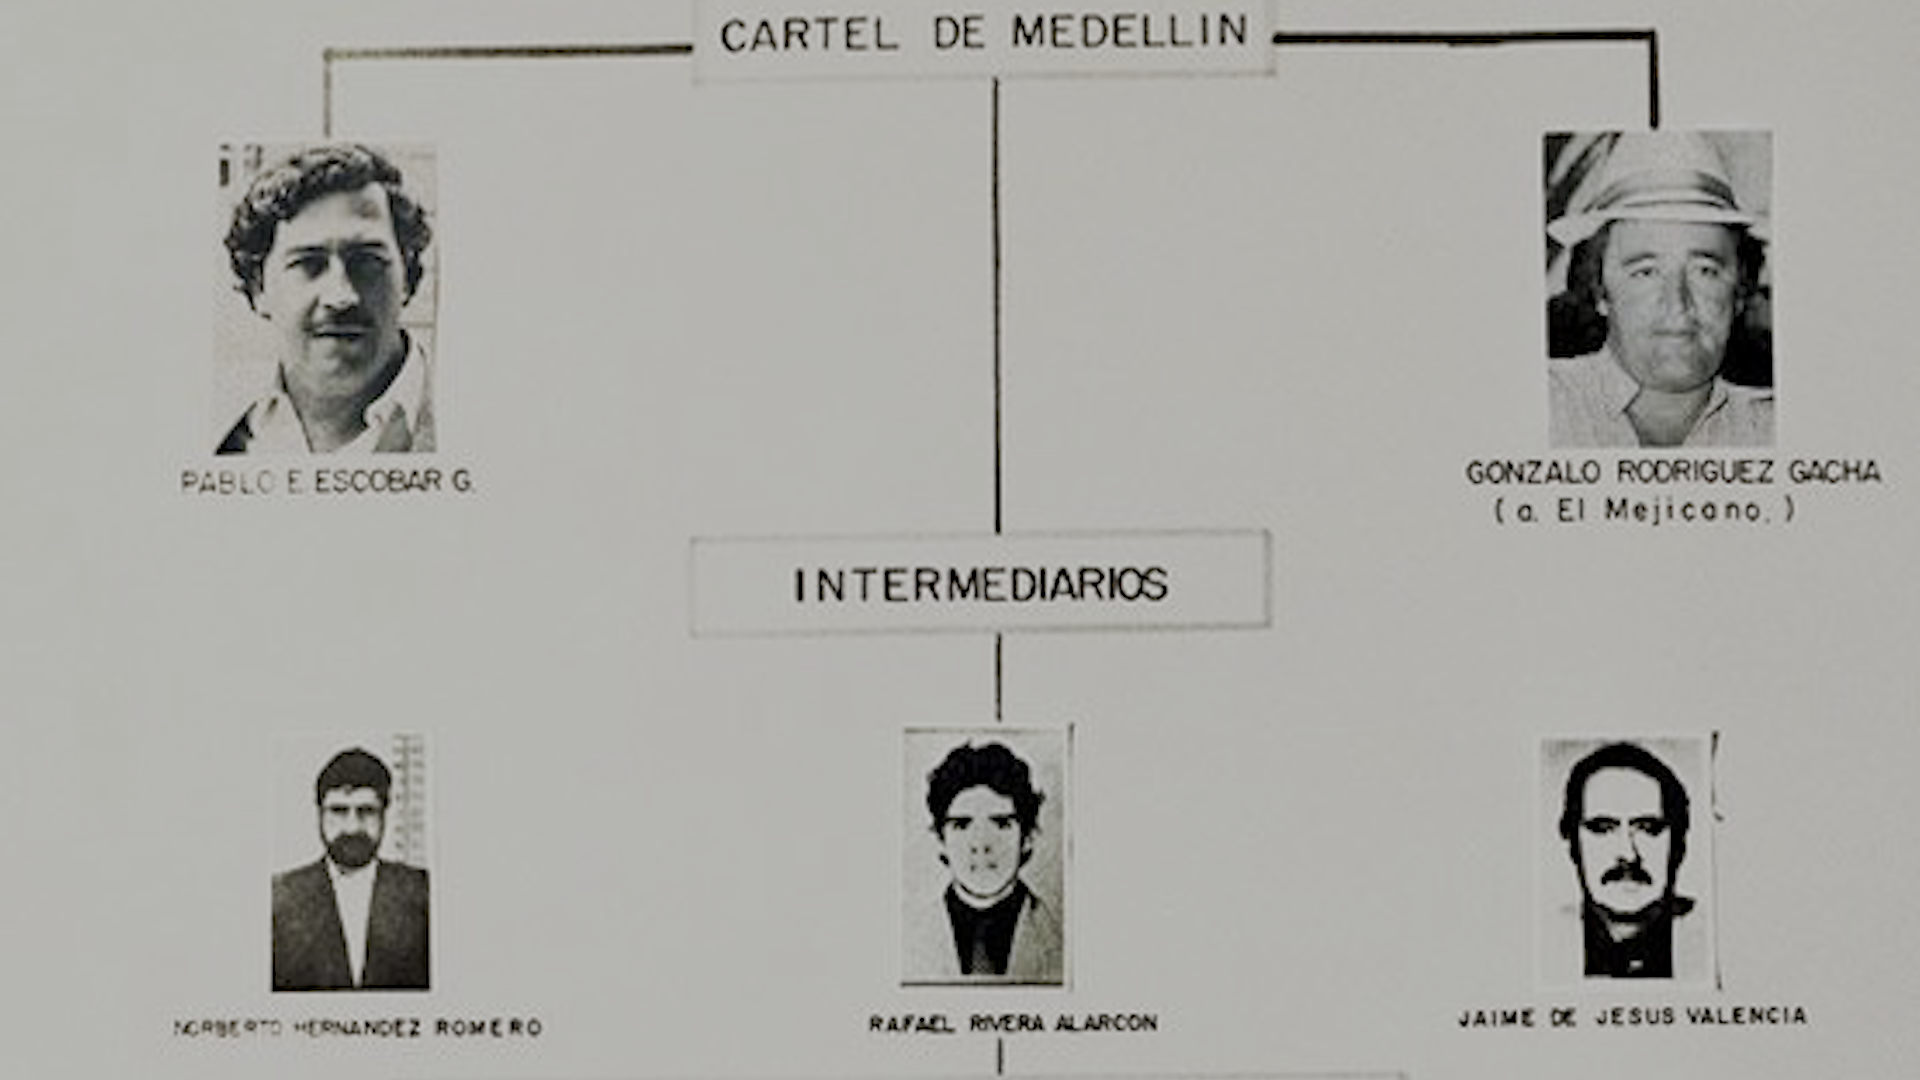 CARTEL DE MEDELLIN
PABLO E ESCOBAR G.
GONZALO RODRIGUEZ GACHA
( a. El Mejicano. )
INTERMEDIARIOS
NORBERTO HERNANDEZ ROMERO
RAFAEL RIVERA ALARCON
JAIME DE JESUS VALENCIA